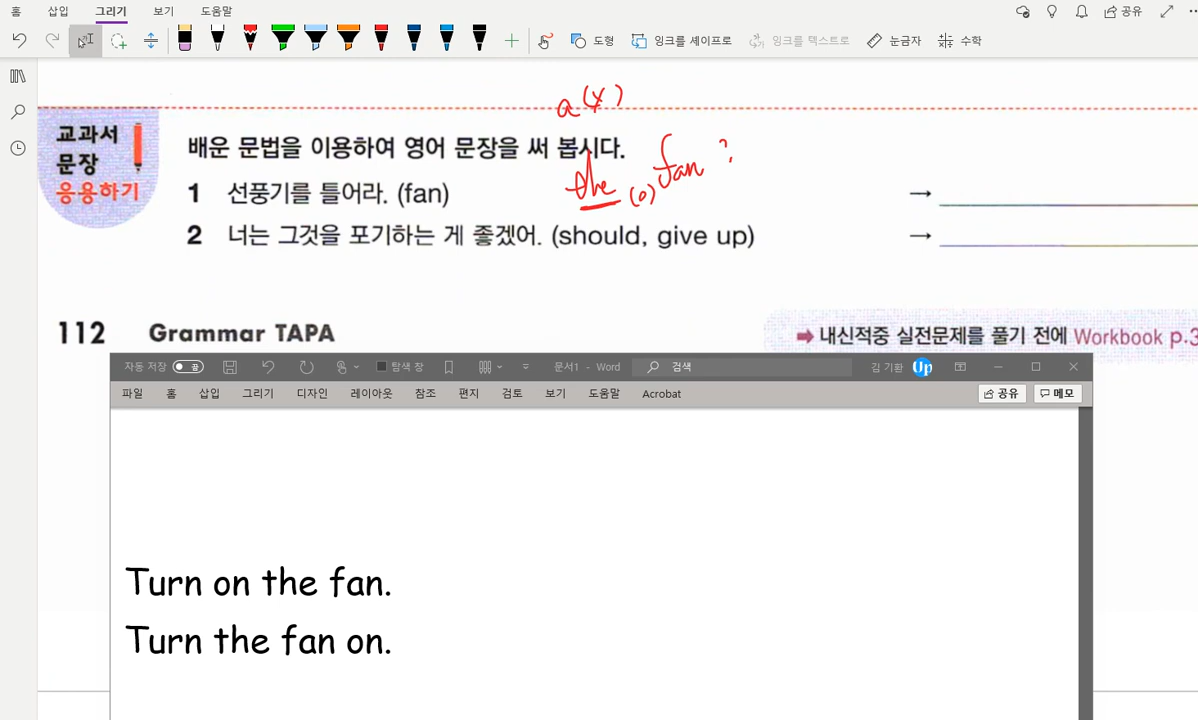 홈 삽입 그리기 보기 도움말
공유
도형 잉크를 셰이프로 잉크를 텍스트로 눈금자 수학
a (x)
교과서
문장
응용하기
배운 문법을 이용하여 영어 문장을 써 봅시다.
the (o) fan ?
1 선풍기를 틀어라. (fan) →
2 너는 그것을 포기하는 게 좋겠어. (should, give up) →
112 Grammar TAPA
➡ 내신적중 실전문제를 풀기 전에 Workbook p.3
자동 저장 끔 탐색 창 문서1 - Word 검색 김 기환 Up
파일 홈 삽입 그리기 디자인 레이아웃 참조 편지 검토 보기 도움말 Acrobat 공유 메모
Turn on the fan.
Turn the fan on.